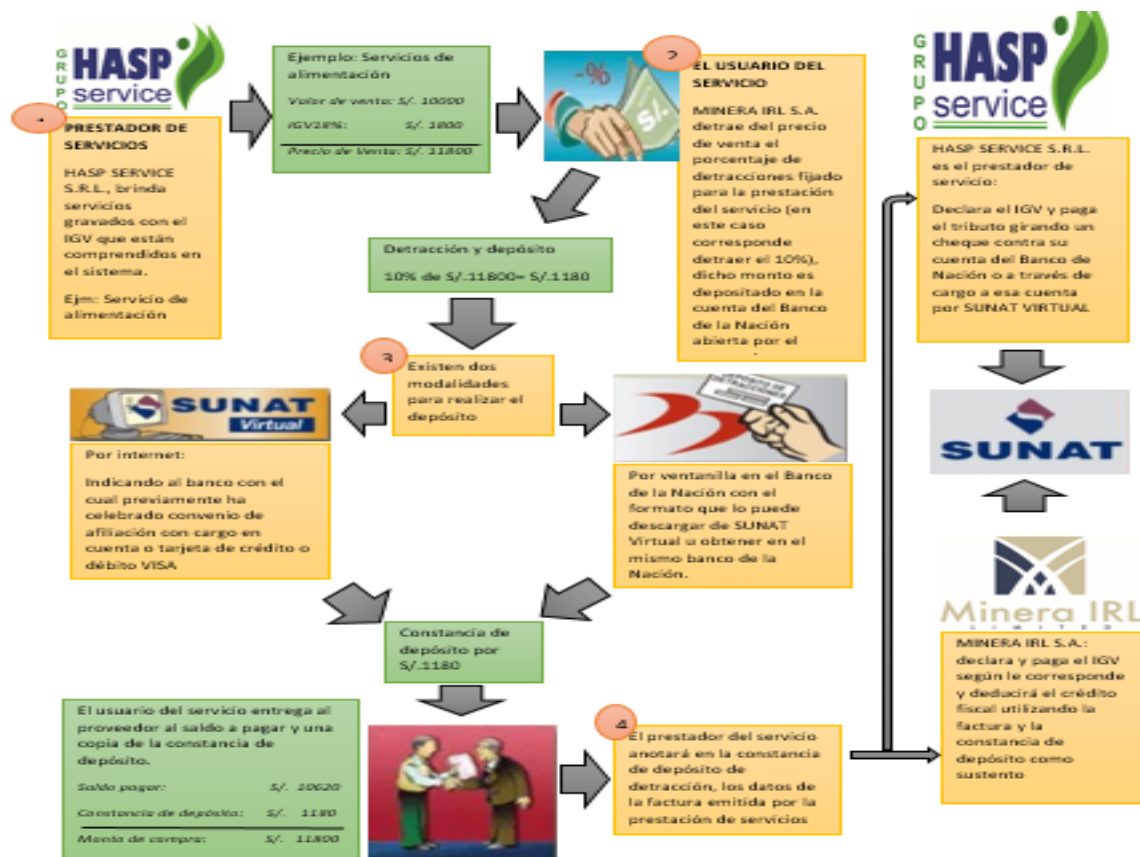 GRUPO
HASP
service
1
PRESTADOR DE
SERVICIOS
HASP SERVICE
S.R.L., brinda
servicios
gravados con el
IGV que están
comprendidos en
el sistema.
Ejm: Servicio de
alimentación
Ejemplo: Servicios de
alimentación
Valor de venta: S/. 10000
IGV18%: S/. 1800
Precio de Venta: S/. 11800
-%
S/.
2
EL USUARIO DEL
SERVICIO
MINERA IRL S.A.
detrae del precio
de venta el
porcentaje de
detracciones fijado
para la prestación
del servicio (en
este caso
corresponde
detraer el 10%),
dicho monto es
depositado en la
cuenta del Banco
de la Nación
abierta por el
Detracción y depósito
10% de S/.11800= S/.1180
3
Existen dos
modalidades
para realizar el
depósito
SUNAT
Virtual
Por internet:
Indicando al banco con el
cual previamente ha
celebrado convenio de
afiliación con cargo en
cuenta o tarjeta de crédito o
débito VISA
DEPÓSITO DE
DETRACCIONES
Por ventanilla en el Banco
de la Nación con el
formato que lo puede
descargar de SUNAT
Virtual u obtener en el
mismo banco de la
Nación.
Constancia de
depósito por
S/.1180
El usuario del servicio entrega al
proveedor al saldo a pagar y una
copia de la constancia de
depósito.
Saldo pagar: S/. 10620
Constancia de depósito: S/. 1180
Monto de compra: S/. 11800
4
El prestador del servicio
anotará en la constancia
de depósito de
detracción, los datos de
la factura emitida por la
prestación de servicios
GRUPO
HASP
service
HASP SERVICE S.R.L.
es el prestador de
servicio:
Declara el IGV y paga
el tributo girando un
cheque contra su
cuenta del Banco de
Nación o a través de
cargo a esa cuenta
por SUNAT VIRTUAL
SUNAT
Minera IRL
LIMITED
MINERA IRL S.A.:
declara y paga el IGV
según le corresponde
y deducirá el crédito
fiscal utilizando la
factura y la
constancia de
depósito como
sustento